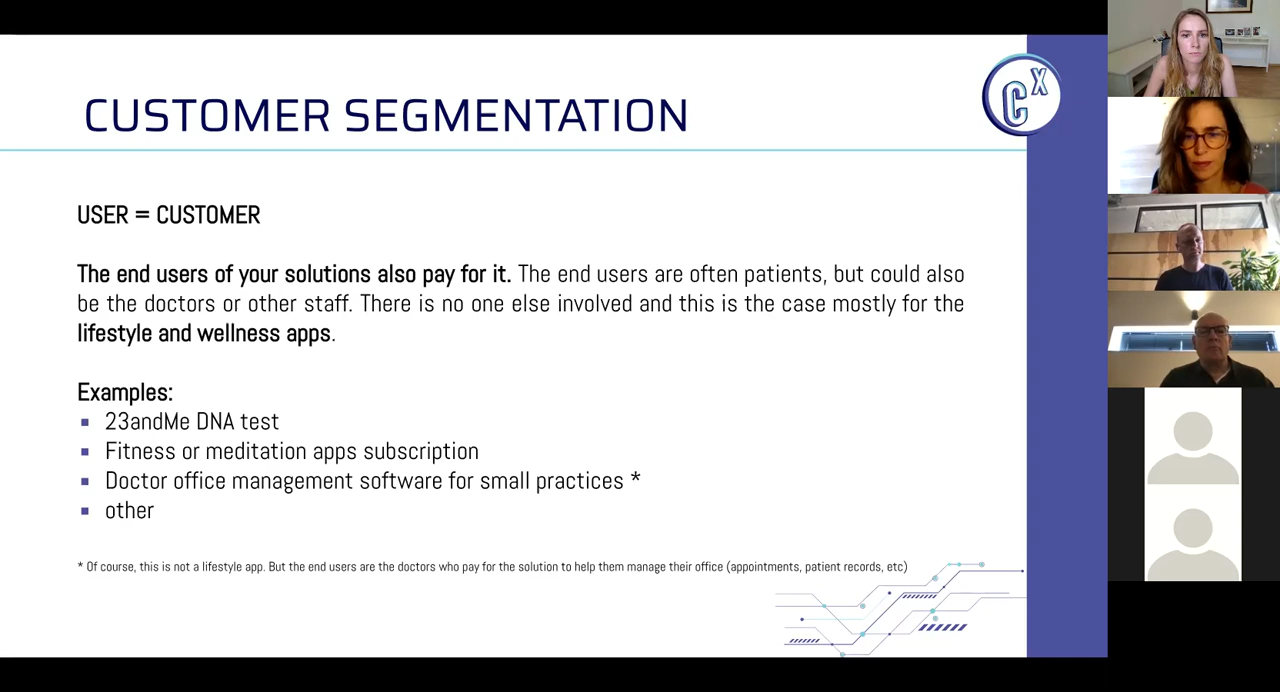 CUSTOMER SEGMENTATION
CX
USER = CUSTOMER
The end users of your solutions also pay for it. The end users are often patients, but could also
be the doctors or other staff. There is no one else involved and this is the case mostly for the
lifestyle and wellness apps.
Examples:
▪ 23andMe DNA test
▪ Fitness or meditation apps subscription
▪ Doctor office management software for small practices *
▪ other
* Of course, this is not a lifestyle app. But the end users are the doctors who pay for the solution to help them manage their office (appointments, patient records, etc)